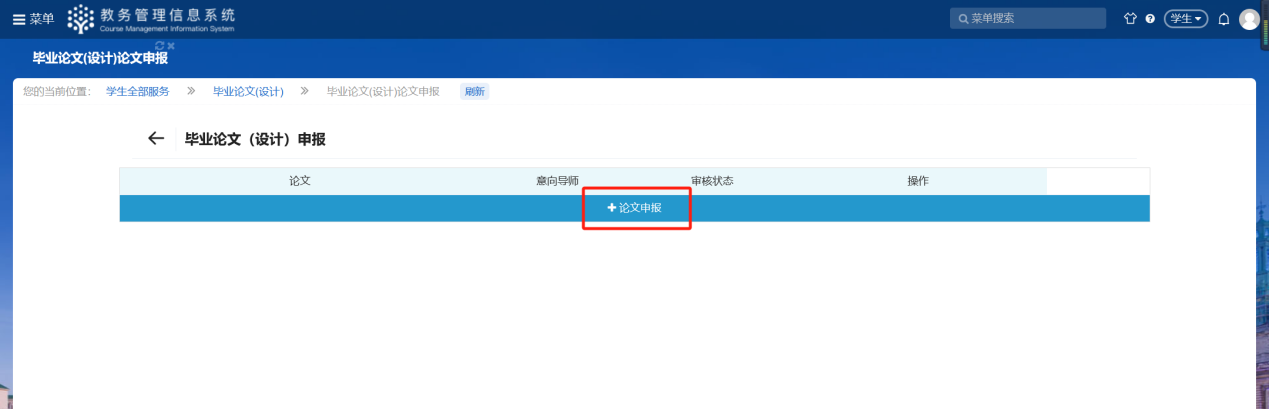 菜单 教务管理信息系统 菜单搜索 学生
Course Management Information System
毕业论文(设计)论文申报
您的当前位置: 学生全部服务 » 毕业论文(设计) » 毕业论文(设计)论文申报 刷新
毕业论文（设计）申报
论文 意向导师 审核状态 操作
+论文申报